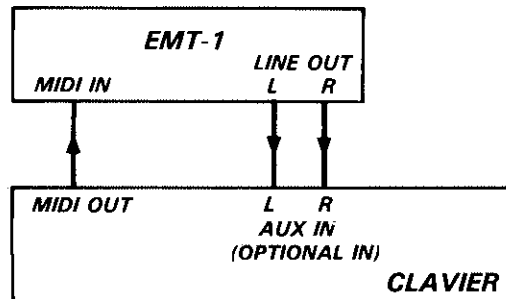 EMT-1
LINE OUT
MIDI IN L R
MIDI OUT L R
AUX IN
(OPTIONAL IN)
CLAVIER